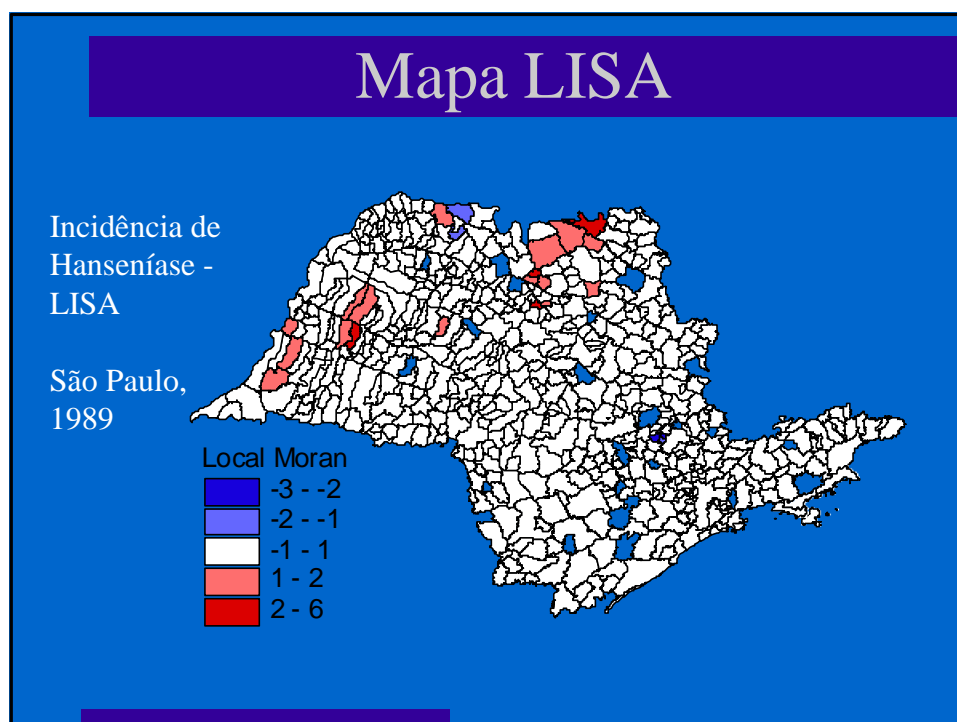 Mapa LISA
Incidência de
Hanseníase -
LISA
São Paulo,
1989
Local Moran
-3 - -2
-2 - -1
-1 - 1
1 - 2
2 - 6